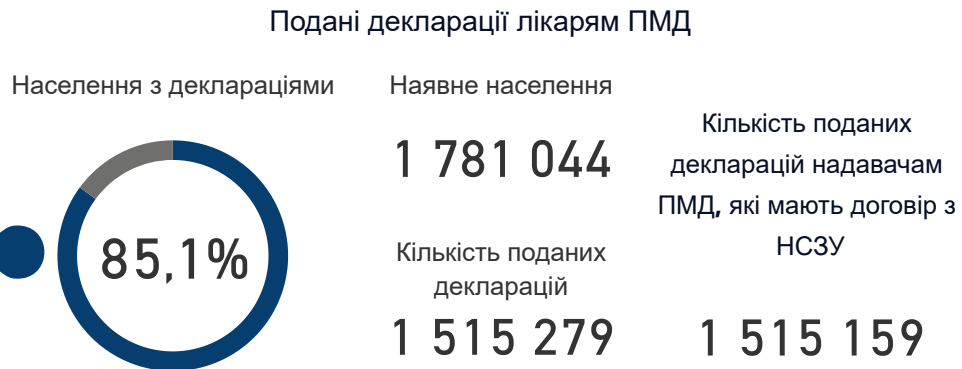 Подані декларації лікарям ПМД
Населення з деклараціями
85,1%
Наявне населення
1 781 044
Кількість поданих
декларацій
1 515 279
Кількість поданих
декларацій надавачам
ПМД, які мають договір з
НСЗУ
1 515 159